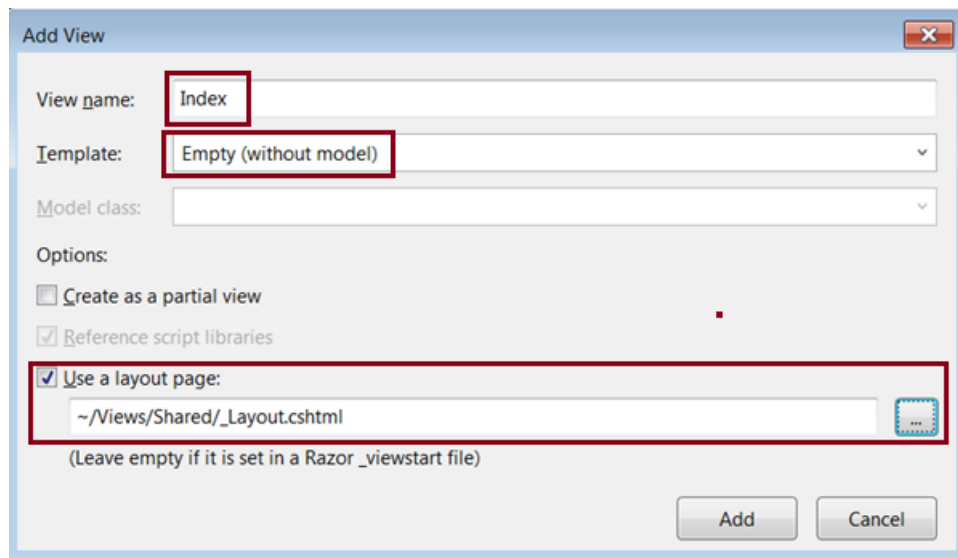 Add View
View name: Index
Template: Empty (without model)
Model class:
Options:
Create as a partial view
Reference script libraries
Use a layout page:
~/Views/Shared/_Layout.cshtml ...
(Leave empty if it is set in a Razor _viewstart file)
Add Cancel